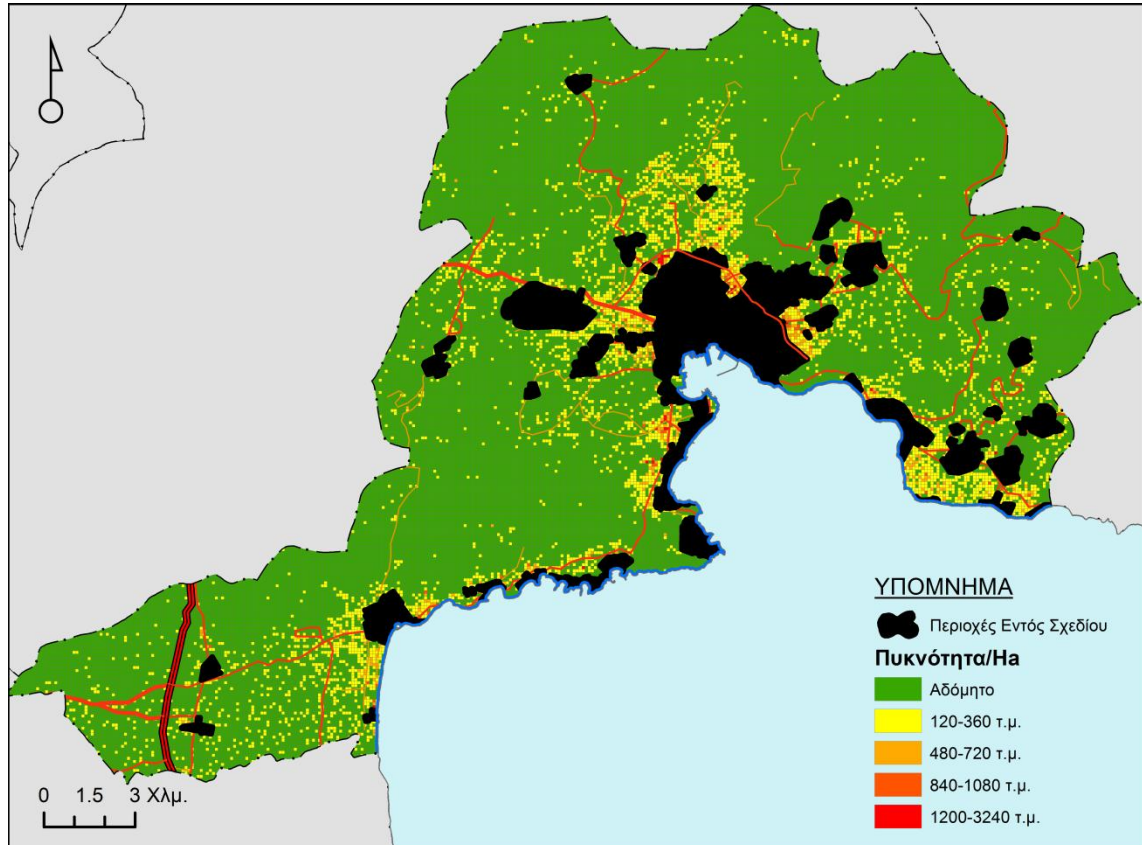 ΥΠΟΜΝΗΜΑ
Περιοχές Εντός Σχεδίου
Πυκνότητα/Ha
Αδόμητο
120-360 τ.μ.
480-720 τ.μ.
840-1080 τ.μ.
1200-3240 τ.μ.
0 1.5 3 Χλμ.